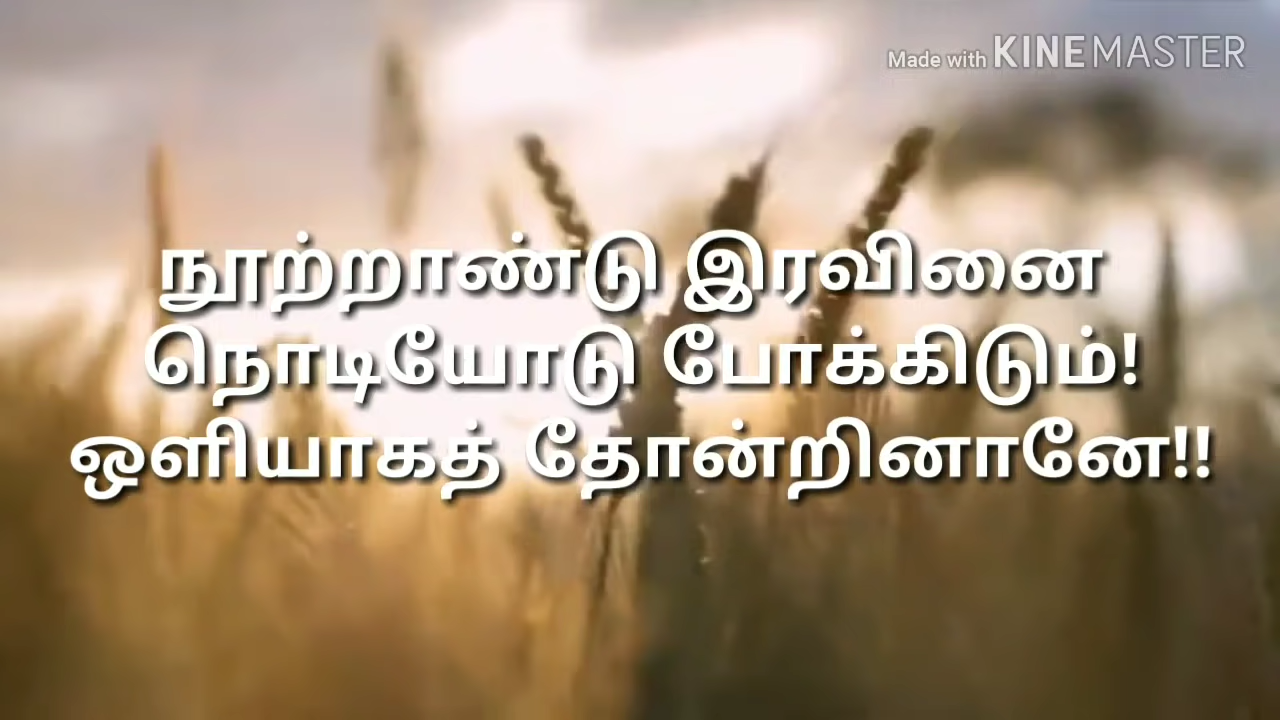 Made with KINEMASTER
நூற்றாண்டு இரவினை
நொடியோடு போக்கிடும்!
ஒளியாகத் தோன்றினானே!!